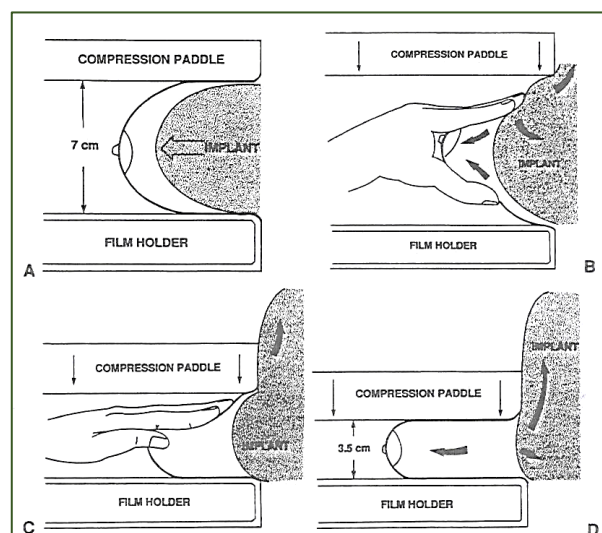 COMPRESSION PADDLE
7 cm
IMPLANT
FILM HOLDER
A
COMPRESSION PADDLE
IMPLANT
FILM HOLDER
B
COMPRESSION PADDLE
IMPLANT
FILM HOLDER
C
IMPLANT
COMPRESSION PADDLE
3.5 cm
FILM HOLDER
D